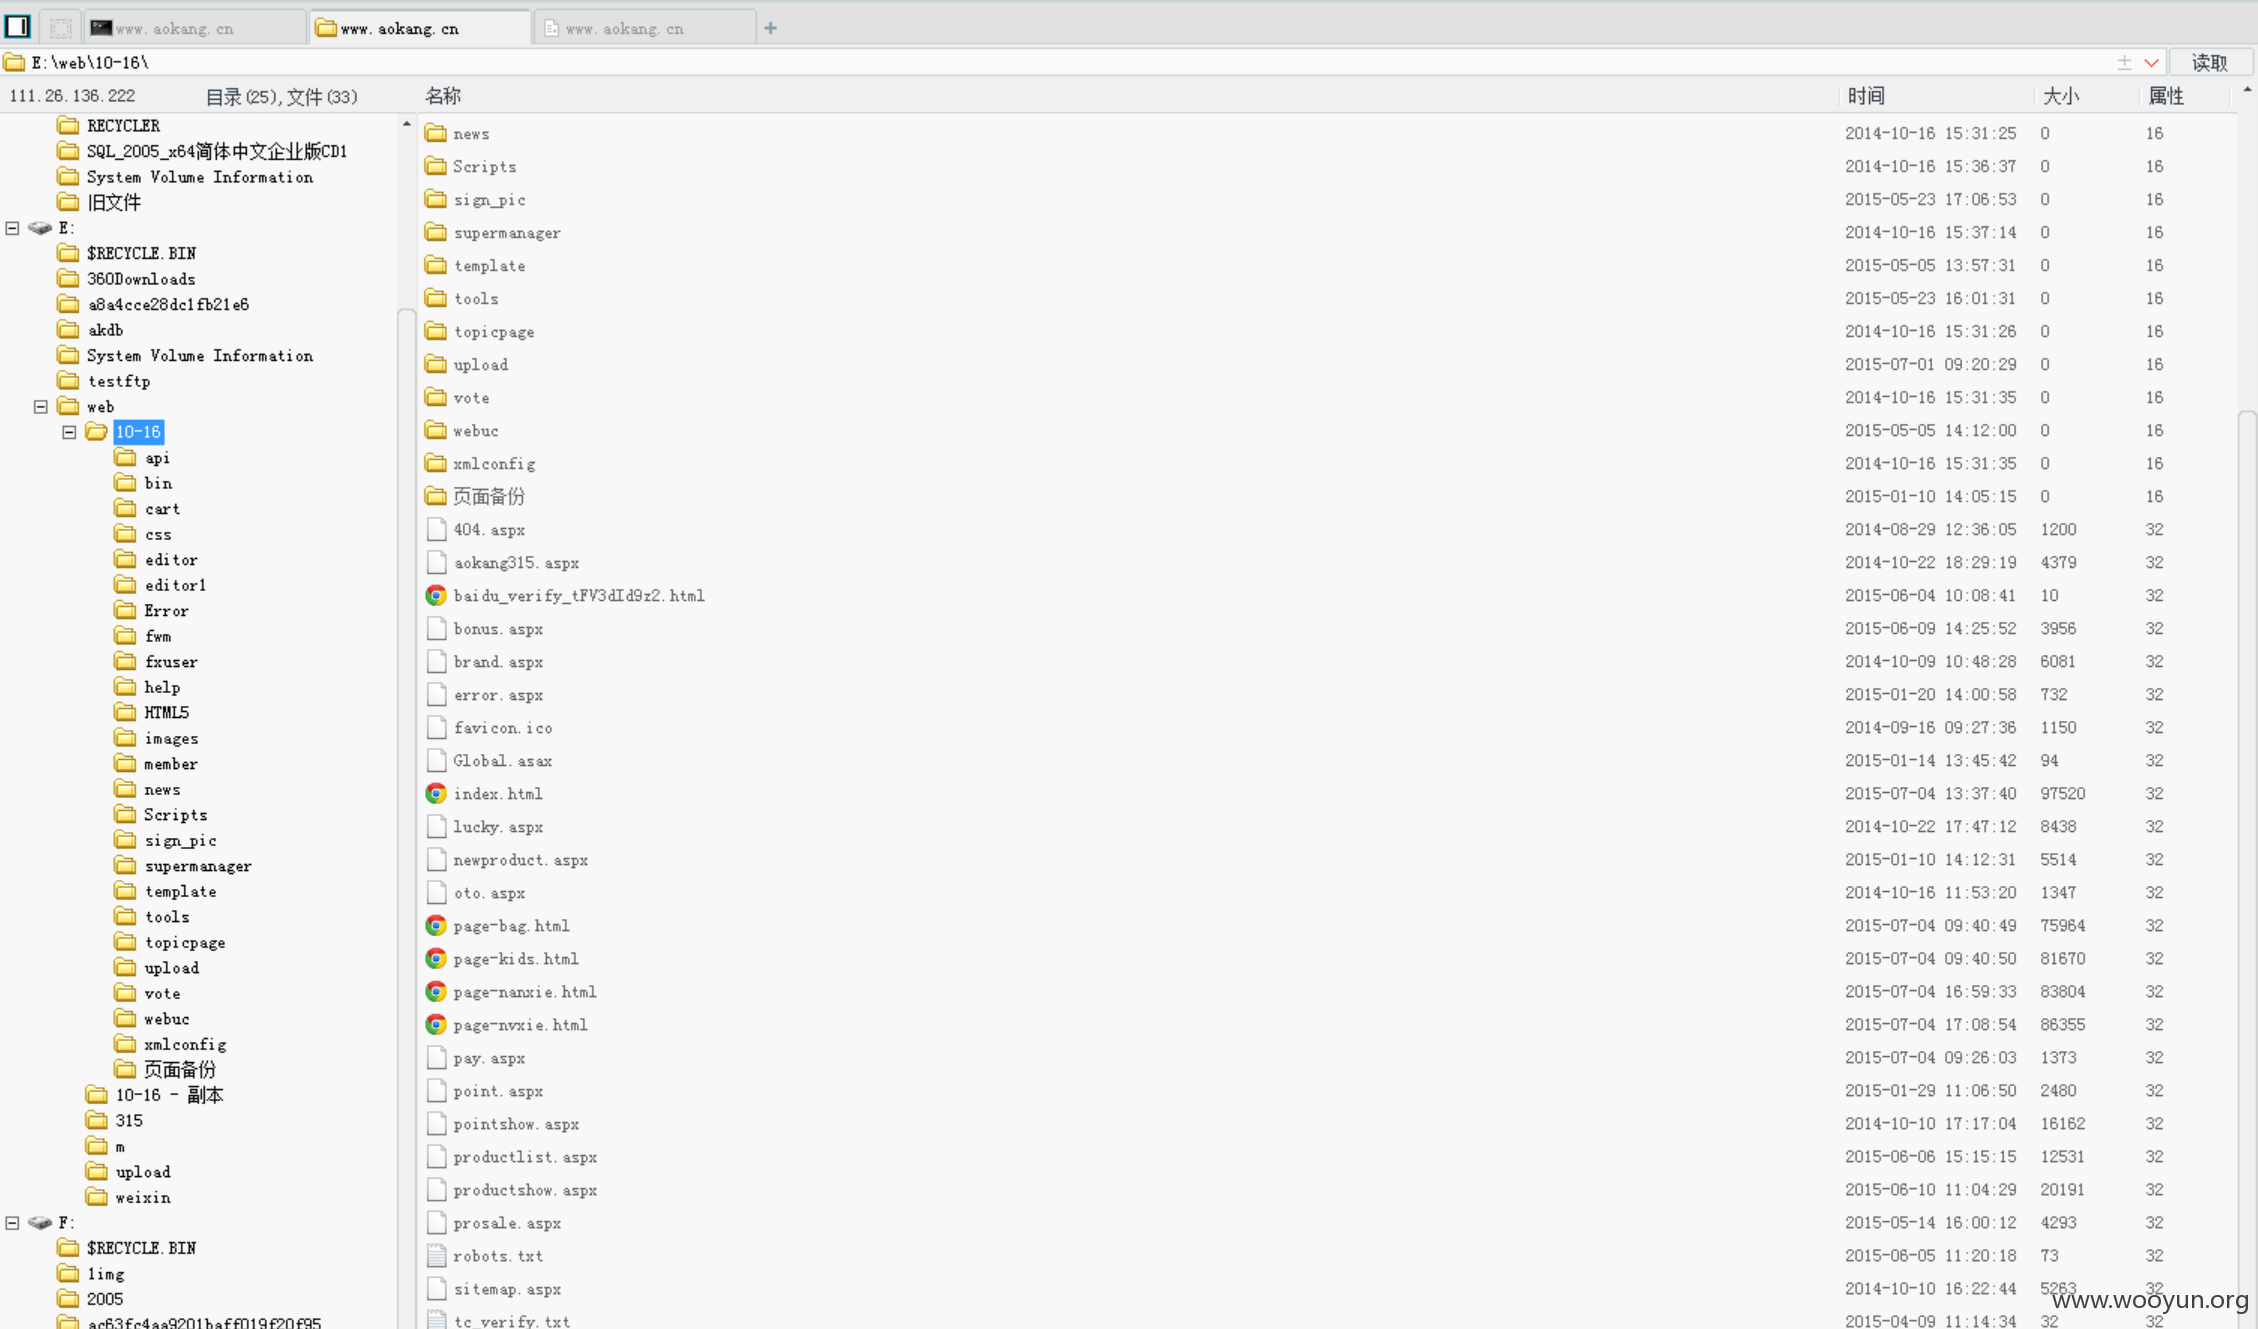 www.aokang.cn www.aokang.cn www.aokang.cn +
E:\web\10-16\ 读取
111.26.136.222 目录(25),文件(33) 名称 时间 大小 属性
RECYCLER
SQL_2005_x64简体中文企业版CD1
System Volume Information
旧文件
E:
$RECYCLE.BIN
360Downloads
a8a4cce28dc1fb21e6
akdb
System Volume Information
testftp
web
10-16
api
bin
cart
css
editor
editor1
Error
fwm
fxuser
help
HTML5
images
member
news
Scripts
sign_pic
supermanager
template
tools
topicpage
upload
vote
webuc
xmlconfig
页面备份
10-16 - 副本
315
m
upload
weixin
F:
$RECYCLE.BIN
1img
2005
ac63fc4aa9201baff019f20f95
news 2014-10-16 15:31:25 0 16
Scripts 2014-10-16 15:36:37 0 16
sign_pic 2015-05-23 17:06:53 0 16
supermanager 2014-10-16 15:37:14 0 16
template 2015-05-05 13:57:31 0 16
tools 2015-05-23 16:01:31 0 16
topicpage 2014-10-16 15:31:26 0 16
upload 2015-07-01 09:20:29 0 16
vote 2014-10-16 15:31:35 0 16
webuc 2015-05-05 14:12:00 0 16
xmlconfig 2014-10-16 15:31:35 0 16
页面备份 2015-01-10 14:05:15 0 16
404.aspx 2014-08-29 12:36:05 1200 32
aokang315.aspx 2014-10-22 18:29:19 4379 32
baidu_verify_tFV3dId9z2.html 2015-06-04 10:08:41 10 32
bonus.aspx 2015-06-09 14:25:52 3956 32
brand.aspx 2014-10-09 10:48:28 6081 32
error.aspx 2015-01-20 14:00:58 732 32
favicon.ico 2014-09-16 09:27:36 1150 32
Global.asax 2015-01-14 13:45:42 94 32
index.html 2015-07-04 13:37:40 97520 32
lucky.aspx 2014-10-22 17:47:12 8438 32
newproduct.aspx 2015-01-10 14:12:31 5514 32
oto.aspx 2014-10-16 11:53:20 1347 32
page-bag.html 2015-07-04 09:40:49 75964 32
page-kids.html 2015-07-04 09:40:50 81670 32
page-nanxie.html 2015-07-04 16:59:33 83804 32
page-nvxie.html 2015-07-04 17:08:54 86355 32
pay.aspx 2015-07-04 09:26:03 1373 32
point.aspx 2015-01-29 11:06:50 2480 32
pointshow.aspx 2014-10-10 17:17:04 16162 32
productlist.aspx 2015-06-06 15:15:15 12531 32
productshow.aspx 2015-06-10 11:04:29 20191 32
prosale.aspx 2015-05-14 16:00:12 4293 32
robots.txt 2015-06-05 11:20:18 73 32
sitemap.aspx 2014-10-10 16:22:44 5263 32
tc_verify.txt 2015-04-09 11:14:34 32 32
www.wooyun.org